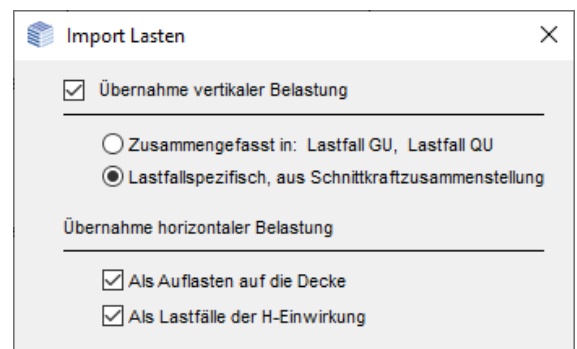 Import Lasten
Übernahme vertikaler Belastung
Zusammengefasst in: Lastfall GU, Lastfall QU
Lastfallspezifisch, aus Schnittkraftzusammenstellung
Übernahme horizontaler Belastung
Als Auflasten auf die Decke
Als Lastfälle der H-Einwirkung